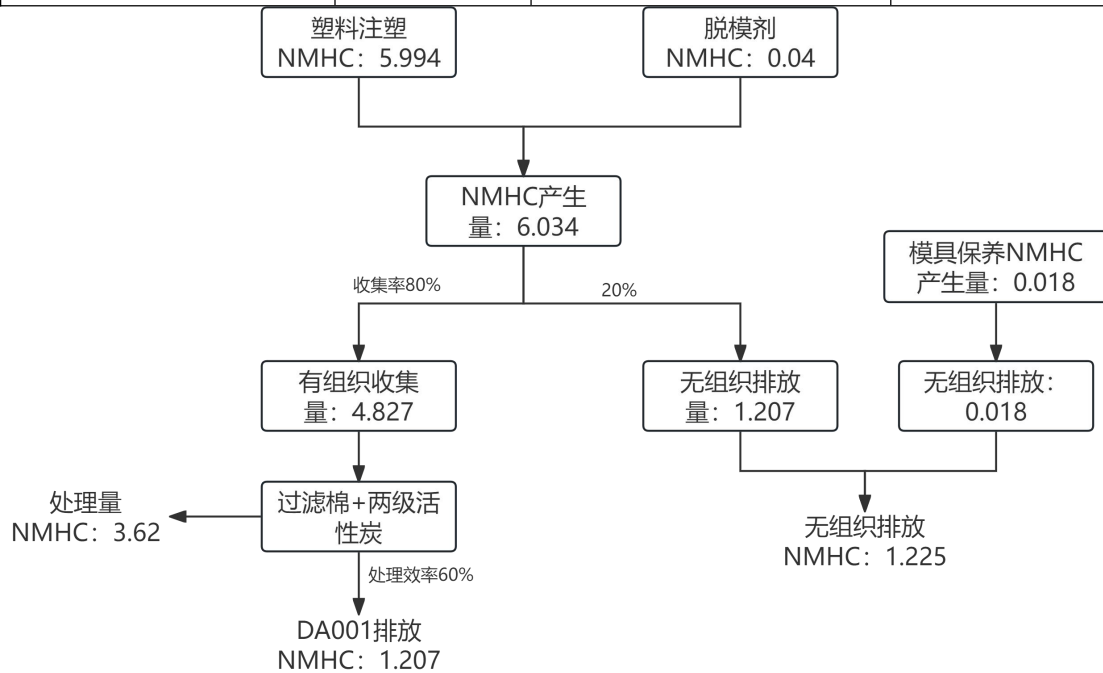 塑料注塑
NMHC：5.994
脱模剂
NMHC：0.04
NMHC产生
量：6.034
模具保养NMHC
产生量：0.018
收集率80%
20%
有组织收集
量：4.827
无组织排放
量：1.207
无组织排放：
0.018
处理量
NMHC：3.62
过滤棉+两级活
性炭
无组织排放
NMHC：1.225
处理效率60%
DA001排放
NMHC：1.207